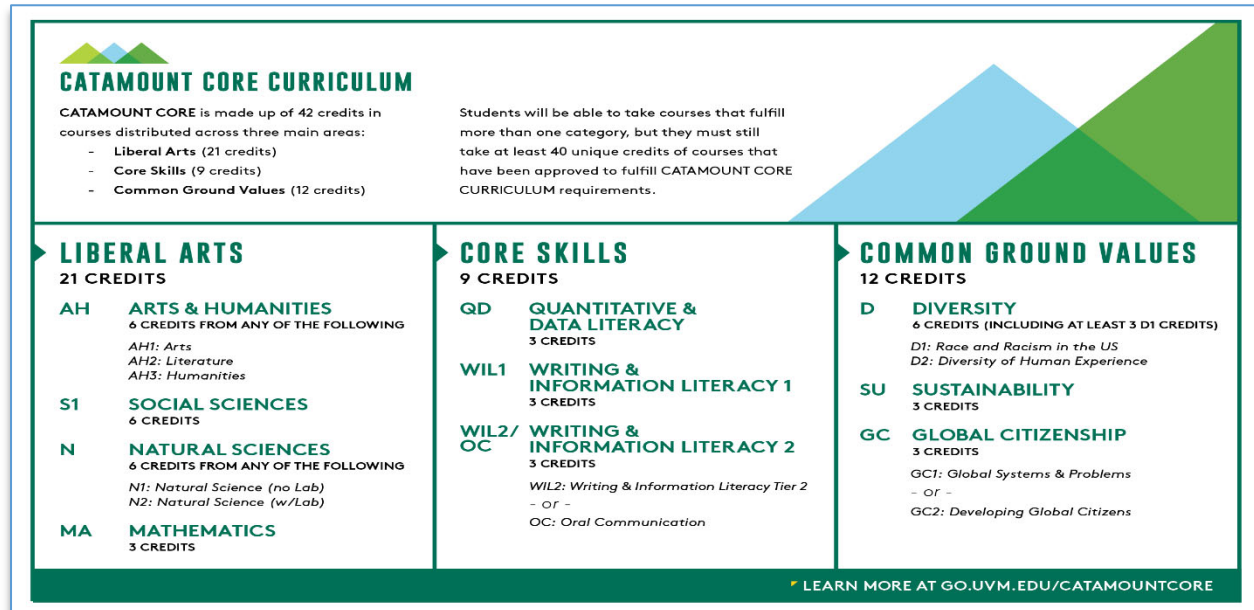 CATAMOUNT CORE CURRICULUM
CATAMOUNT CORE is made up of 42 credits in
courses distributed across three main areas:
- Liberal Arts (21 credits)
- Core Skills (9 credits)
- Common Ground Values (12 credits)
Students will be able to take courses that fulfill
more than one category, but they must still
take at least 40 unique credits of courses that
have been approved to fulfill CATAMOUNT CORE
CURRICULUM requirements.
LIBERAL ARTS
21 CREDITS
AH ARTS & HUMANITIES
6 CREDITS FROM ANY OF THE FOLLOWING
AH1: Arts
AH2: Literature
AH3: Humanities
S1 SOCIAL SCIENCES
6 CREDITS
N NATURAL SCIENCES
6 CREDITS FROM ANY OF THE FOLLOWING
N1: Natural Science (no Lab)
N2: Natural Science (w/Lab)
MA MATHEMATICS
3 CREDITS
CORE SKILLS
9 CREDITS
QD QUANTITATIVE &
DATA LITERACY
3 CREDITS
WIL1 WRITING &
INFORMATION LITERACY 1
3 CREDITS
WIL2/ WRITING &
OC INFORMATION LITERACY 2
3 CREDITS
WIL2: Writing & Information Literacy Tier 2
- or -
OC: Oral Communication
COMMON GROUND VALUES
12 CREDITS
D DIVERSITY
6 CREDITS (INCLUDING AT LEAST 3 D1 CREDITS)
D1: Race and Racism in the US
D2: Diversity of Human Experience
SU SUSTAINABILITY
3 CREDITS
GC GLOBAL CITIZENSHIP
3 CREDITS
GC1: Global Systems & Problems
- or -
GC2: Developing Global Citizens
LEARN MORE AT GO.UVM.EDU/CATAMOUNTCORE